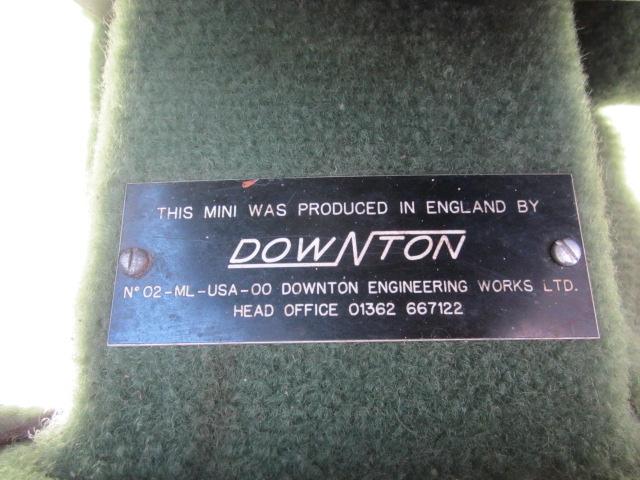 THIS MINI WAS PRODUCED IN ENGLAND BY
DOWNTON
Nº 02-ML-USA-00 DOWNTON ENGINEERING WORKS LTD.
HEAD OFFICE 01362 667122